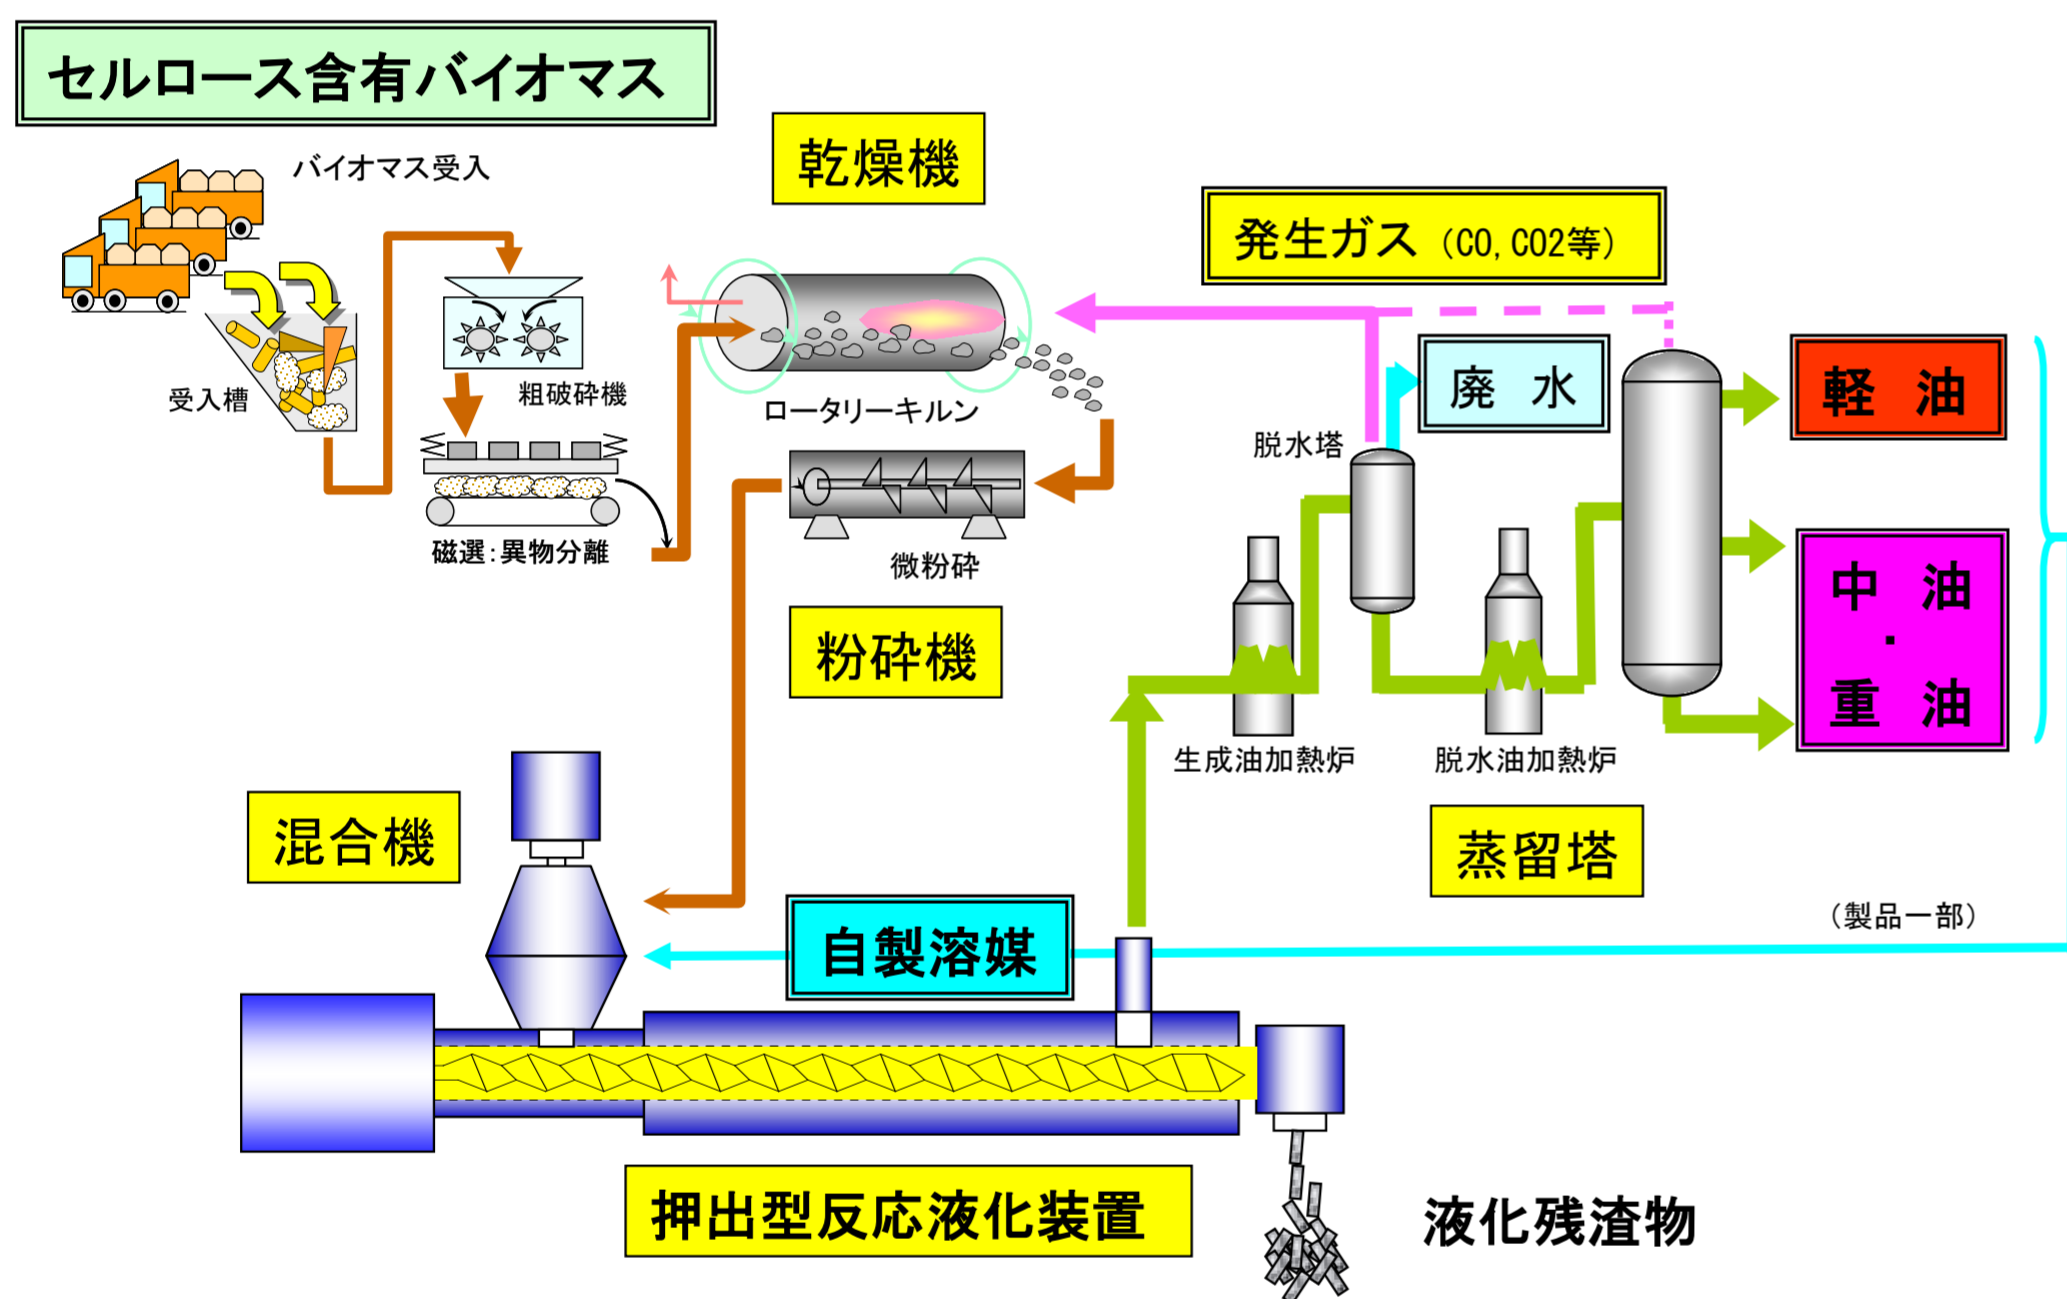 セルロース含有バイオマス
バイオマス受入
乾燥機
発生ガス（CO, CO2等）
受入槽
粗破砕機
ロータリーキルン
廃 水
軽 油
脱水塔
磁選：異物分離
微粉砕
中 油
・
重 油
粉砕機
生成油加熱炉
脱水油加熱炉
混合機
蒸留塔
（製品一部）
自製溶媒
押出型反応液化装置
液化残渣物